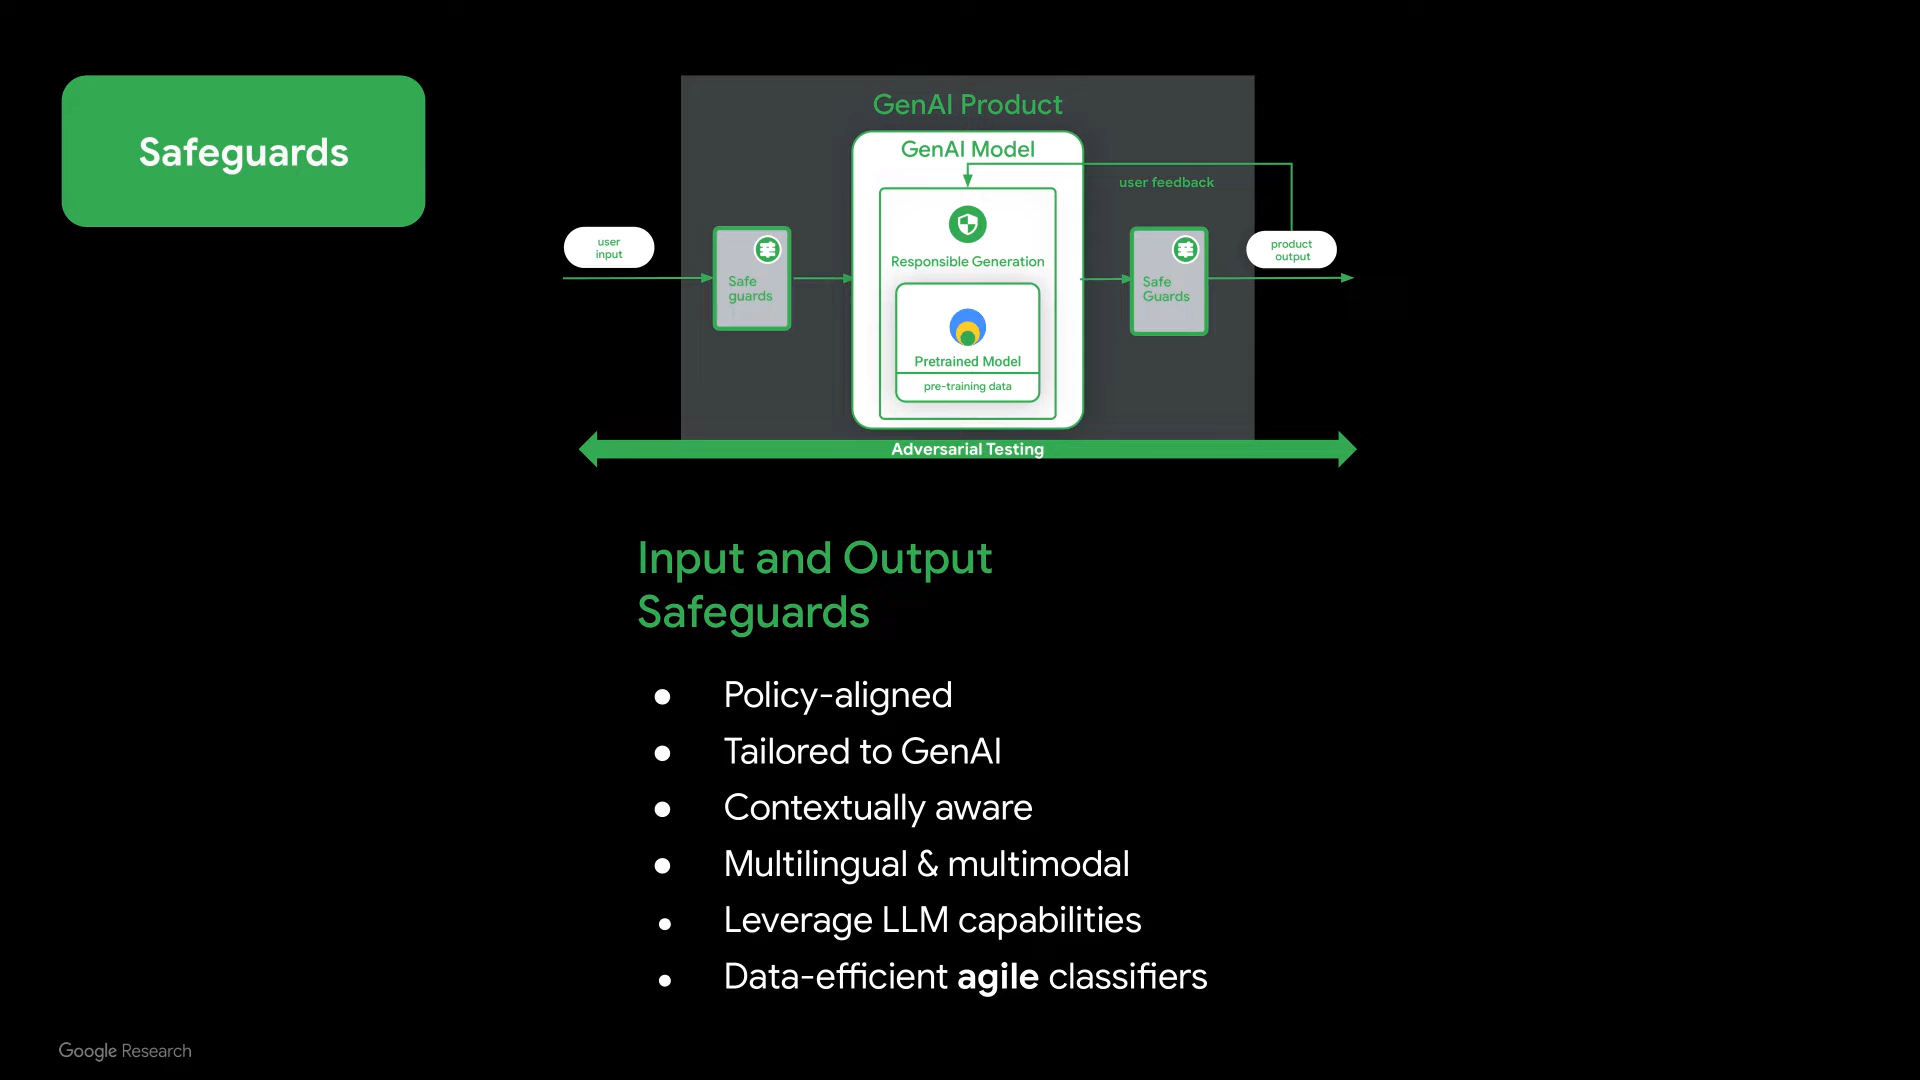 Safeguards
GenAI Product
GenAI Model
user feedback
user
input
Safe
guards
Responsible Generation
Pretrained Model
pre-training data
Safe
Guards
product
output
Adversarial Testing
Input and Output
Safeguards
● Policy-aligned
● Tailored to GenAI
● Contextually aware
● Multilingual & multimodal
● Leverage LLM capabilities
● Data-efficient agile classifiers
Google Research